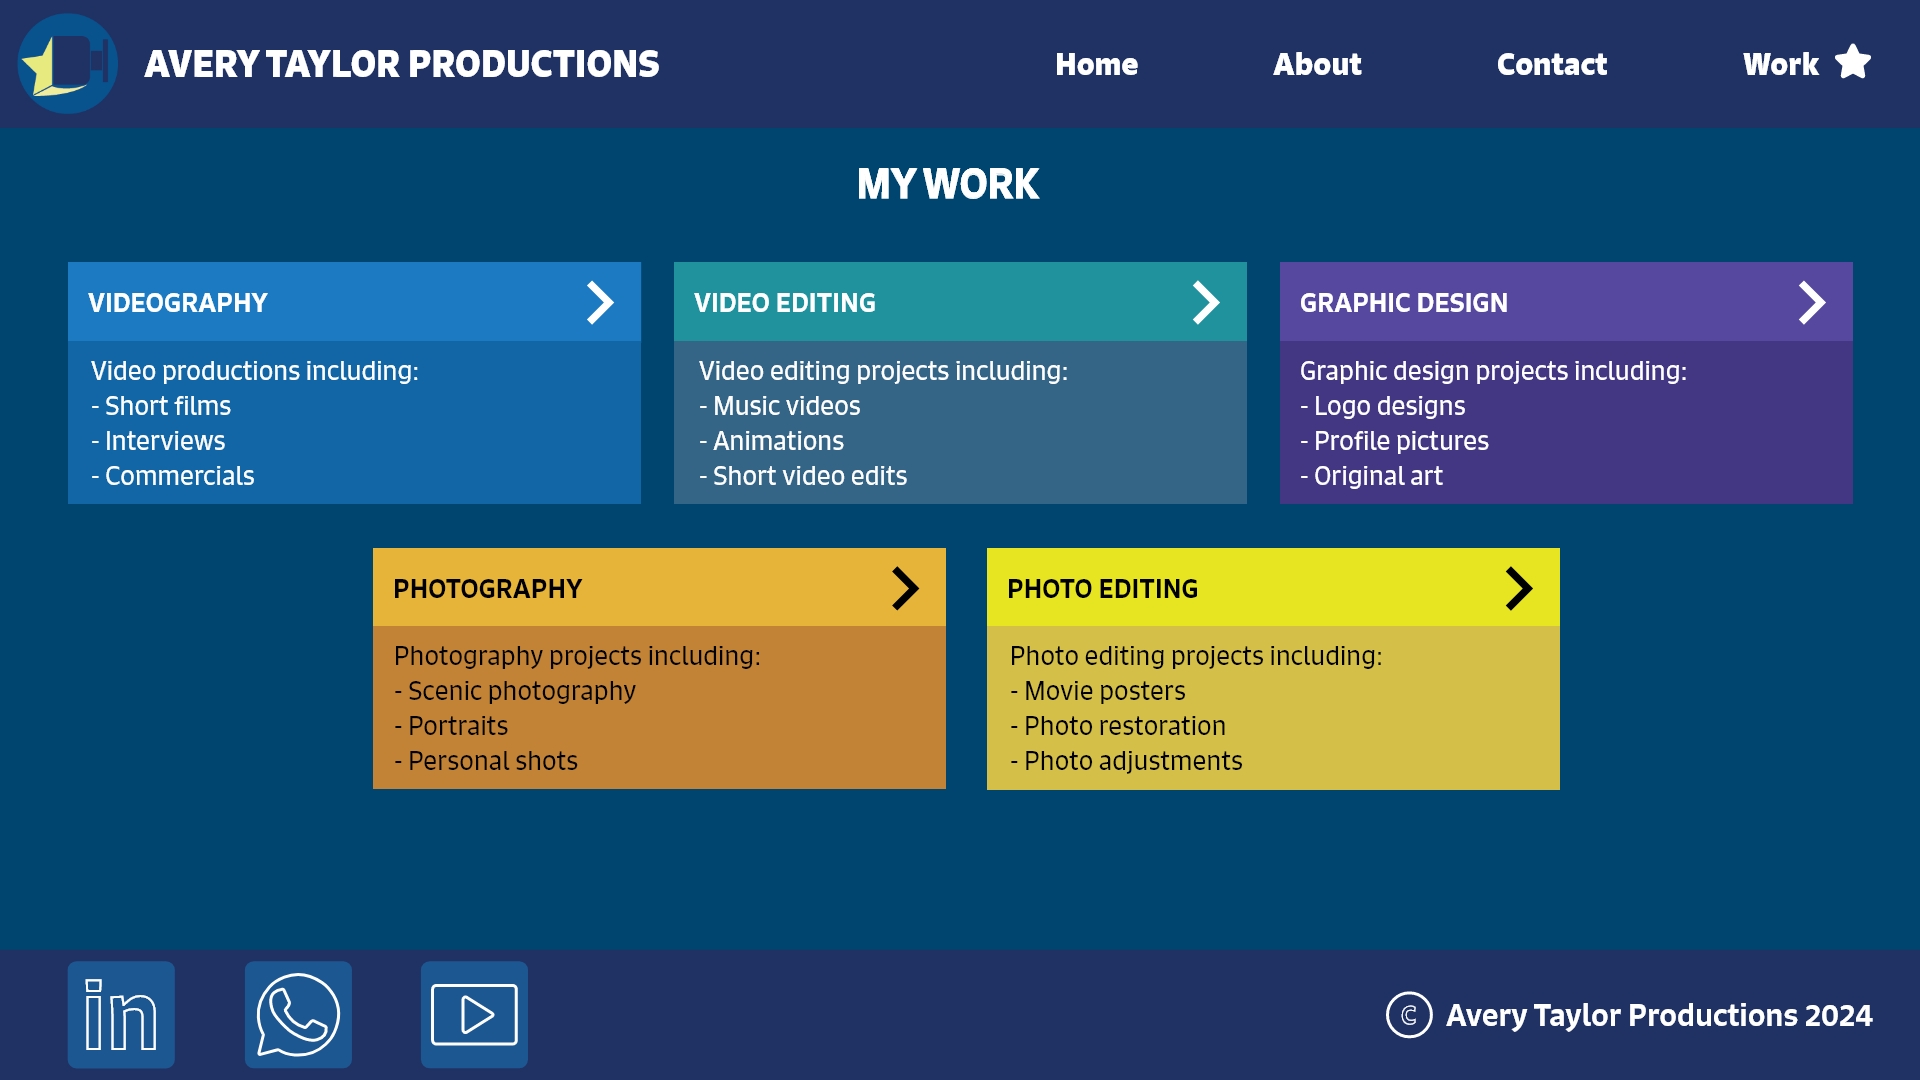 AVERY TAYLOR PRODUCTIONS
Home
About
Contact
Work
MY WORK
VIDEOGRAPHY
Video productions including:
- Short films
- Interviews
- Commercials
VIDEO EDITING
Video editing projects including:
- Music videos
- Animations
- Short video edits
GRAPHIC DESIGN
Graphic design projects including:
- Logo designs
- Profile pictures
- Original art
PHOTOGRAPHY
Photography projects including:
- Scenic photography
- Portraits
- Personal shots
PHOTO EDITING
Photo editing projects including:
- Movie posters
- Photo restoration
- Photo adjustments
in
© Avery Taylor Productions 2024